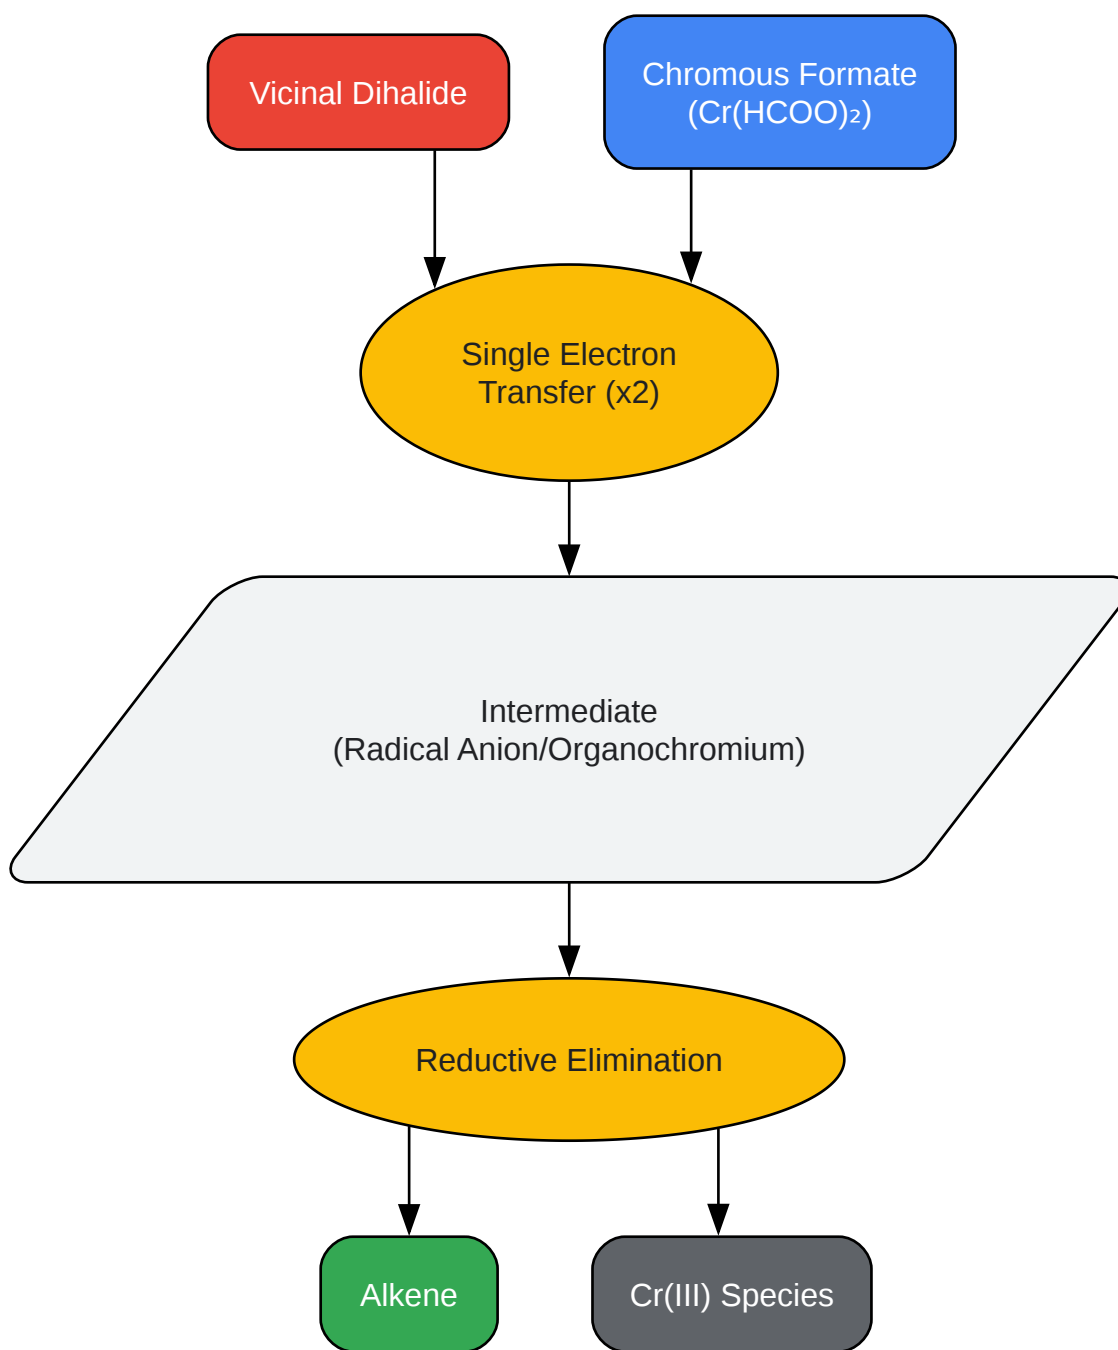 Vicinal Dihalide
Chromous Formate
(Cr(HCOO)₂)
Single Electron
Transfer (x2)
Intermediate
(Radical Anion/Organochromium)
Reductive Elimination
Alkene
Cr(III) Species